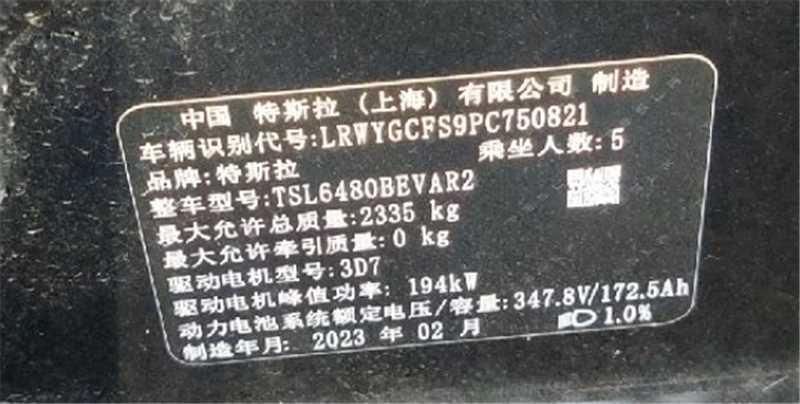 中国 特斯拉 (上海) 有限公司 制造
车辆识别代号:LRWYGCFS9PC750821
品牌:特斯拉 乘坐人数:5
整车型号:TSL6480BEVAR2
最大允许总质量:2335 kg
最大允许牵引质量:0 kg
驱动电机型号:3D7
驱动电机峰值功率: 194kW
动力电池系统额定电压/容量:347.8V/172.5Ah
制造年月: 2023 年 02 月 1.0%